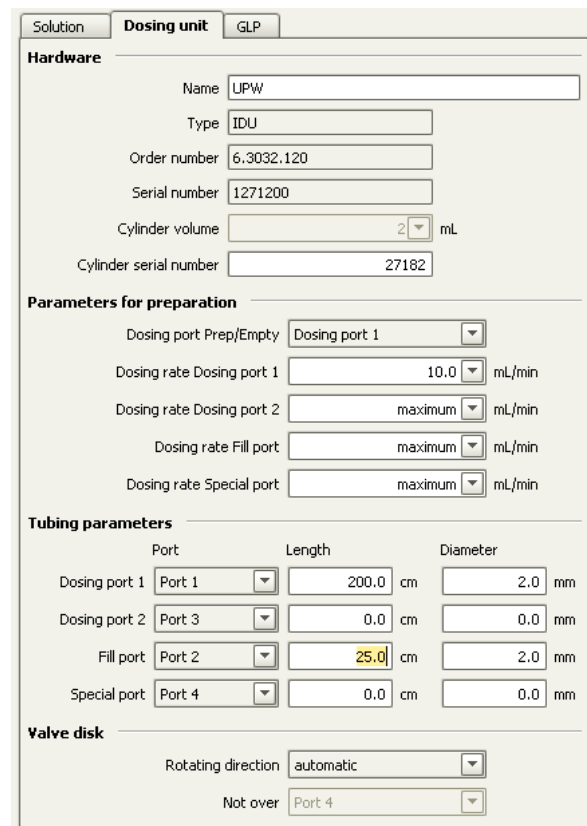 Solution Dosing unit GLP
Hardware
Name UPW
Type IDU
Order number 6.3032.120
Serial number 1271200
Cylinder volume 2 mL
Cylinder serial number 27182
Parameters for preparation
Dosing port Prep/Empty Dosing port 1
Dosing rate Dosing port 1 10.0 mL/min
Dosing rate Dosing port 2 maximum mL/min
Dosing rate Fill port maximum mL/min
Dosing rate Special port maximum mL/min
Tubing parameters
Port Length Diameter
Dosing port 1 Port 1 200.0 cm 2.0 mm
Dosing port 2 Port 3 0.0 cm 0.0 mm
Fill port Port 2 25.0 cm 2.0 mm
Special port Port 4 0.0 cm 0.0 mm
Valve disk
Rotating direction automatic
Not over Port 4